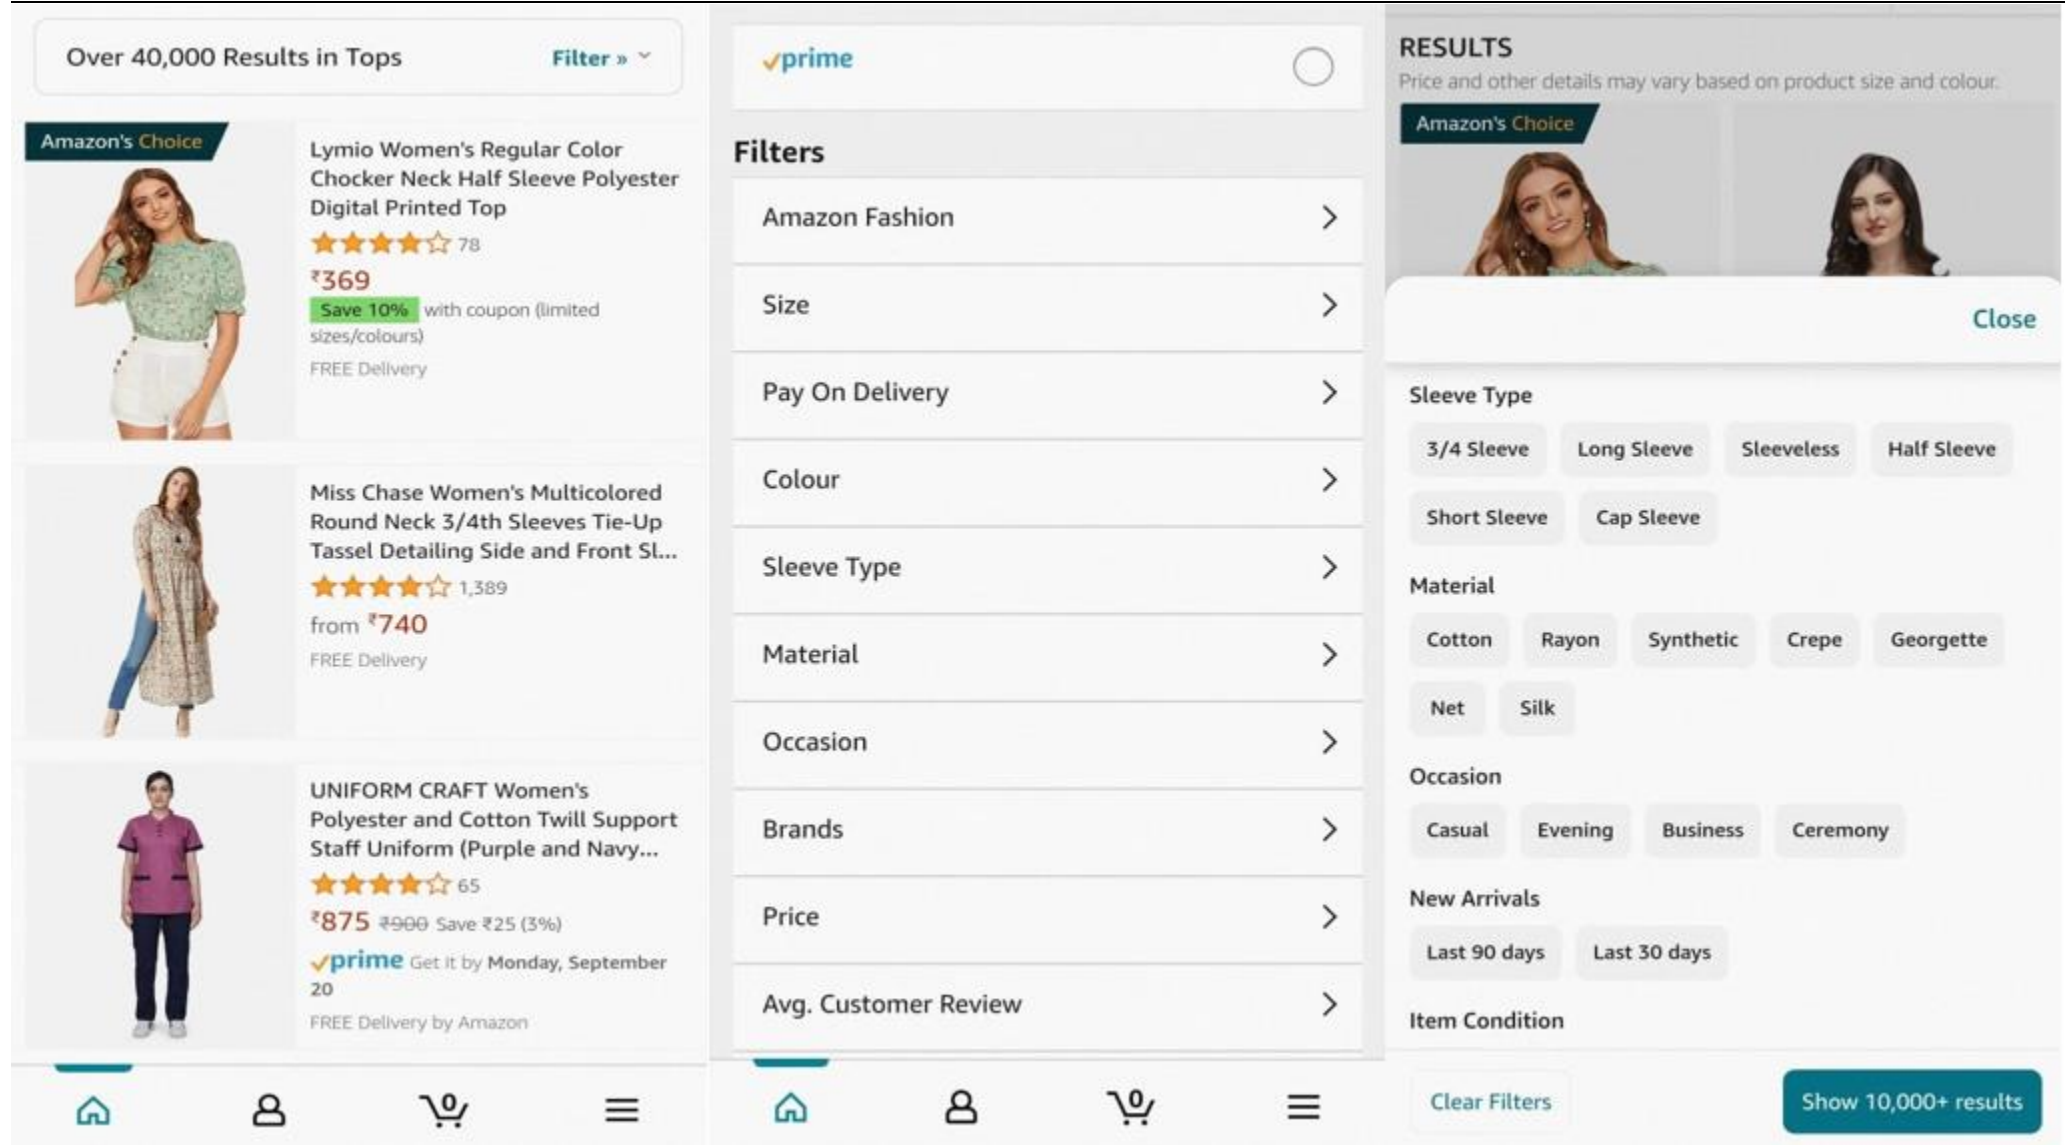 Over 40,000 Results in Tops
Filter »
Amazon's Choice
Lymio Women's Regular Color
Chocker Neck Half Sleeve Polyester
Digital Printed Top
78
₹369
Save 10% with coupon (limited
sizes/colours)
FREE Delivery
Miss Chase Women's Multicolored
Round Neck 3/4th Sleeves Tie-Up
Tassel Detailing Side and Front Sl...
1,389
from ₹740
FREE Delivery
UNIFORM CRAFT Women's
Polyester and Cotton Twill Support
Staff Uniform (Purple and Navy...
65
₹875 ₹900 Save ₹25 (3%)
prime Get it by Monday, September
20
FREE Delivery by Amazon
0
prime
Filters
Amazon Fashion
Size
Pay On Delivery
Colour
Sleeve Type
Material
Occasion
Brands
Price
Avg. Customer Review
0
RESULTS
Price and other details may vary based on product size and colour.
Amazon's Choice
Close
Sleeve Type
3/4 Sleeve Long Sleeve Sleeveless Half Sleeve
Short Sleeve Cap Sleeve
Material
Cotton Rayon Synthetic Crepe Georgette
Net Silk
Occasion
Casual Evening Business Ceremony
New Arrivals
Last 90 days Last 30 days
Item Condition
Clear Filters
Show 10,000+ results